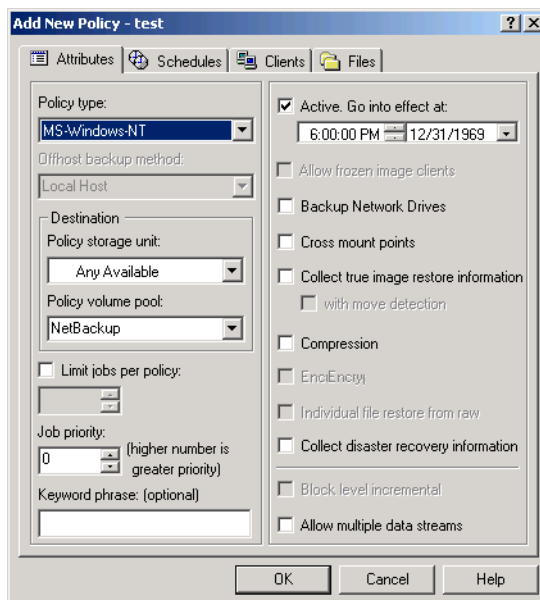 Add New Policy - test
Attributes
Schedules
Clients
Files
Policy type:
MS-Windows-NT
Offhost backup method:
Local Host
Destination
Policy storage unit:
Any Available
Policy volume pool:
NetBackup
Limit jobs per policy:
Job priority:
0
(higher number is
greater priority)
Keyword phrase: (optional)
Active. Go into effect at:
6:00:00 PM
12/31/1969
Allow frozen image clients
Backup Network Drives
Cross mount points
Collect true image restore information
with move detection
Compression
Individual file restore from raw
Collect disaster recovery information
Block level incremental
Allow multiple data streams
OK
Cancel
Help